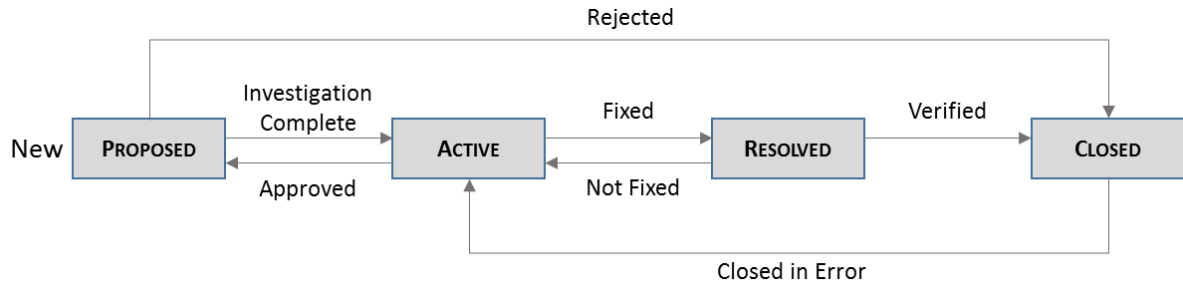 Rejected
Investigation
Complete
Fixed
Verified
New
PROPOSED
ACTIVE
RESOLVED
CLOSED
Approved
Not Fixed
Closed in Error